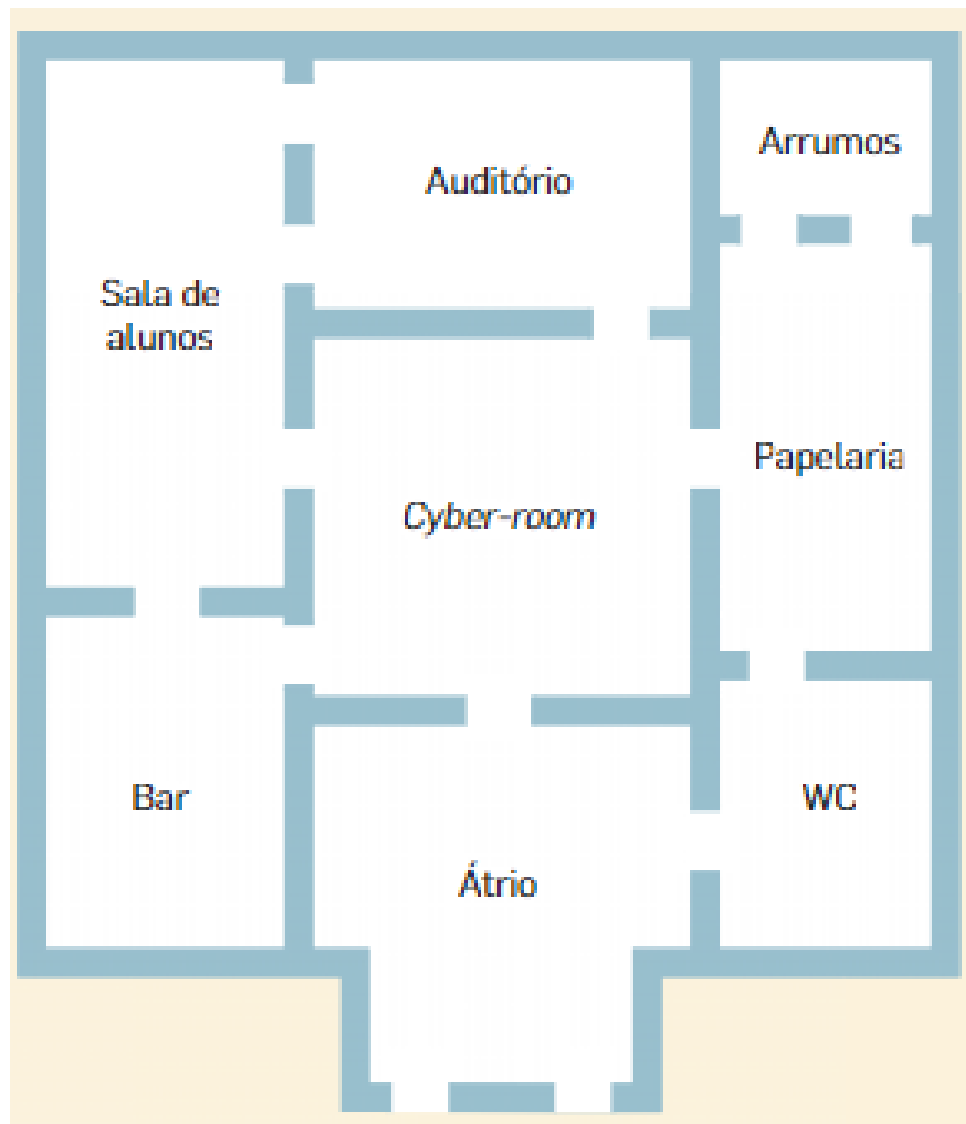 Arrumos
Auditório
Sala de
alunos
Papelaria
Cyber-room
Bar
WC
Átrio